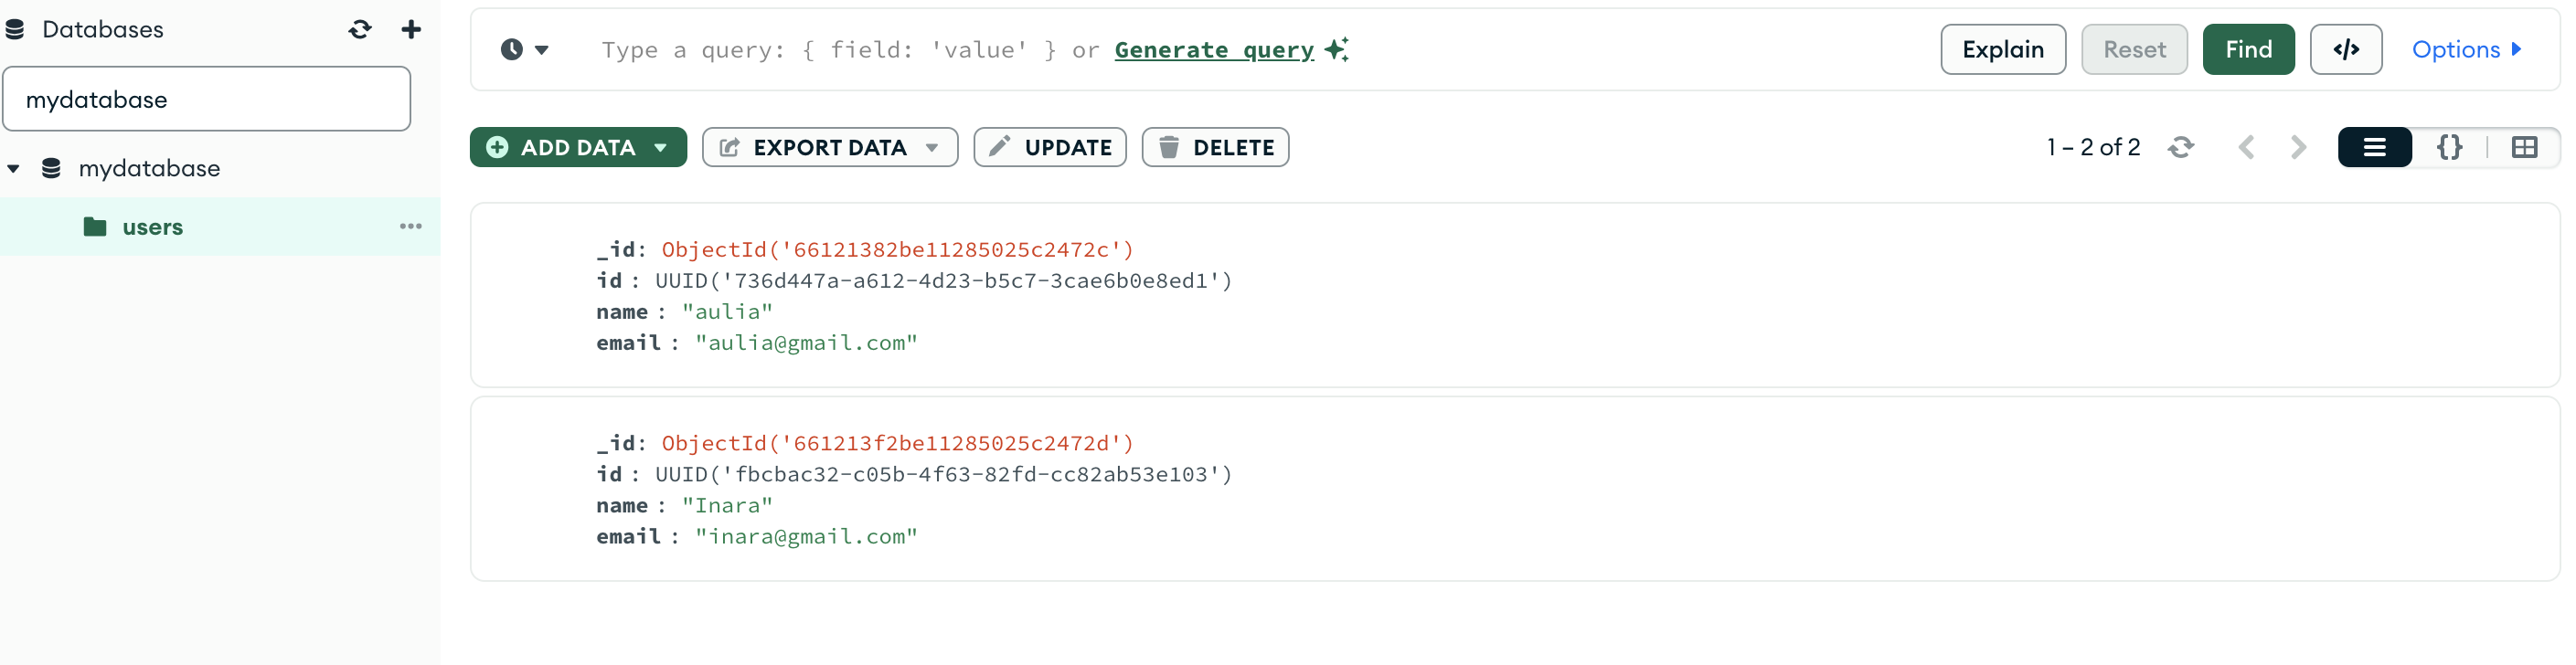 Databases
mydatabase
mydatabase
users
Type a query: { field: 'value' } or Generate query
Explain
Reset
Find
</>
Options
ADD DATA
EXPORT DATA
UPDATE
DELETE
1 – 2 of 2
{}
_id: ObjectId('66121382be11285025c2472c')
id : UUID('736d447a-a612-4d23-b5c7-3cae6b0e8ed1')
name : "aulia"
email : "aulia@gmail.com"
_id: ObjectId('661213f2be11285025c2472d')
id : UUID('fbcbac32-c05b-4f63-82fd-cc82ab53e103')
name : "Inara"
email : "inara@gmail.com"